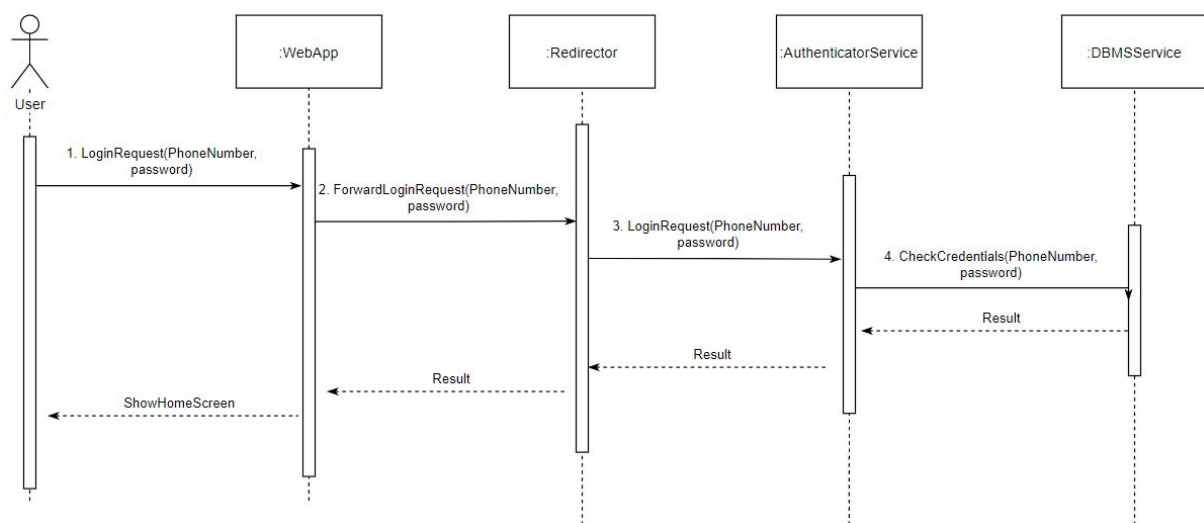 :WebApp
:Redirector
:AuthenticatorService
:DBMSService
User
1. LoginRequest(PhoneNumber,
password)
2. ForwardLoginRequest(PhoneNumber,
password)
3. LoginRequest(PhoneNumber,
password)
4. CheckCredentials(PhoneNumber,
password)
Result
Result
Result
ShowHomeScreen